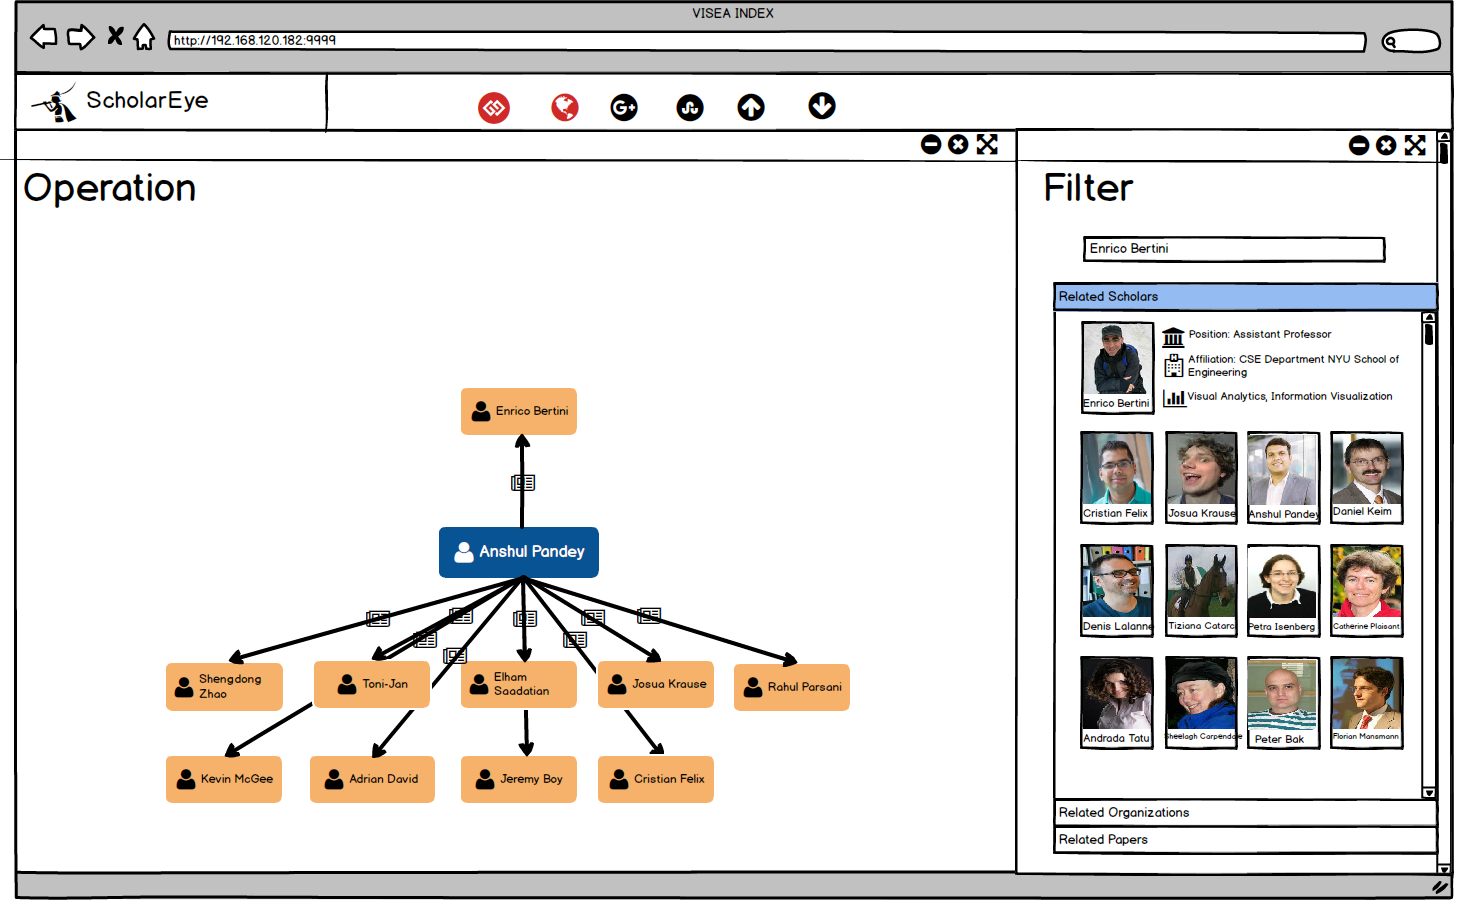 VISEA INDEX
http://192.168.120.182:9999
ScholarEye
G+
Operation
Enrico Bertini
Anshul Pandey
Shengdong
Zhao
Toni-Jan
Elham
Saadatian
Josua Krause
Rahul Parsani
Kevin McGee
Adrian David
Jeremy Boy
Cristian Felix
Filter
Enrico Bertini
Related Scholars
Position: Assistant Professor
Affiliation: CSE Department NYU School of
Engineering
Visual Analytics, Information Visualization
Enrico Bertini
Cristian Felix
Josua Krause
Anshul Pandey
Daniel Keim
Denis Lalanne
Tiziana Catarc
Petra Isenberg
Catherine Plaisant
Andrada Tatu
Sheelagh Carpendale
Peter Bak
Florian Mansmann
Related Organizations
Related Papers